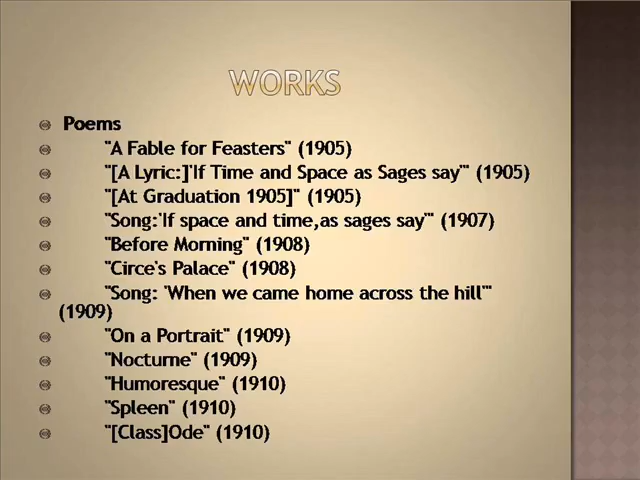 WORKS
Poems
"A Fable for Feasters" (1905)
"[A Lyric:]'If Time and Space as Sages say'" (1905)
"[At Graduation 1905]" (1905)
"Song:'If space and time,as sages say'" (1907)
"Before Morning" (1908)
"Circe's Palace" (1908)
"Song: 'When we came home across the hill'"
(1909)
"On a Portrait" (1909)
"Nocturne" (1909)
"Humoresque" (1910)
"Spleen" (1910)
"[Class]Ode" (1910)